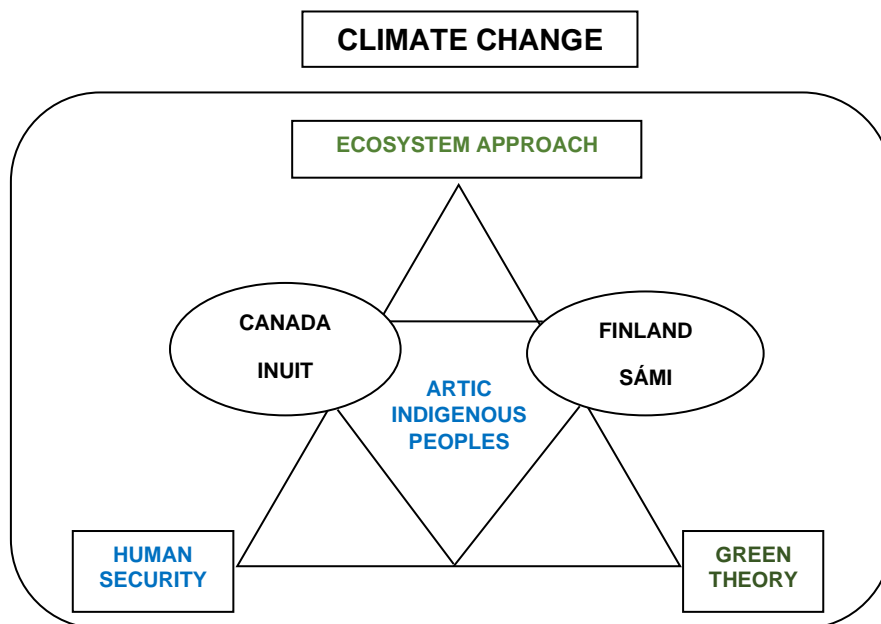 CLIMATE CHANGE
ECOSYSTEM APPROACH
CANADA
INUIT
FINLAND
SÁMI
ARTIC
INDIGENOUS
PEOPLES
HUMAN
SECURITY
GREEN
THEORY